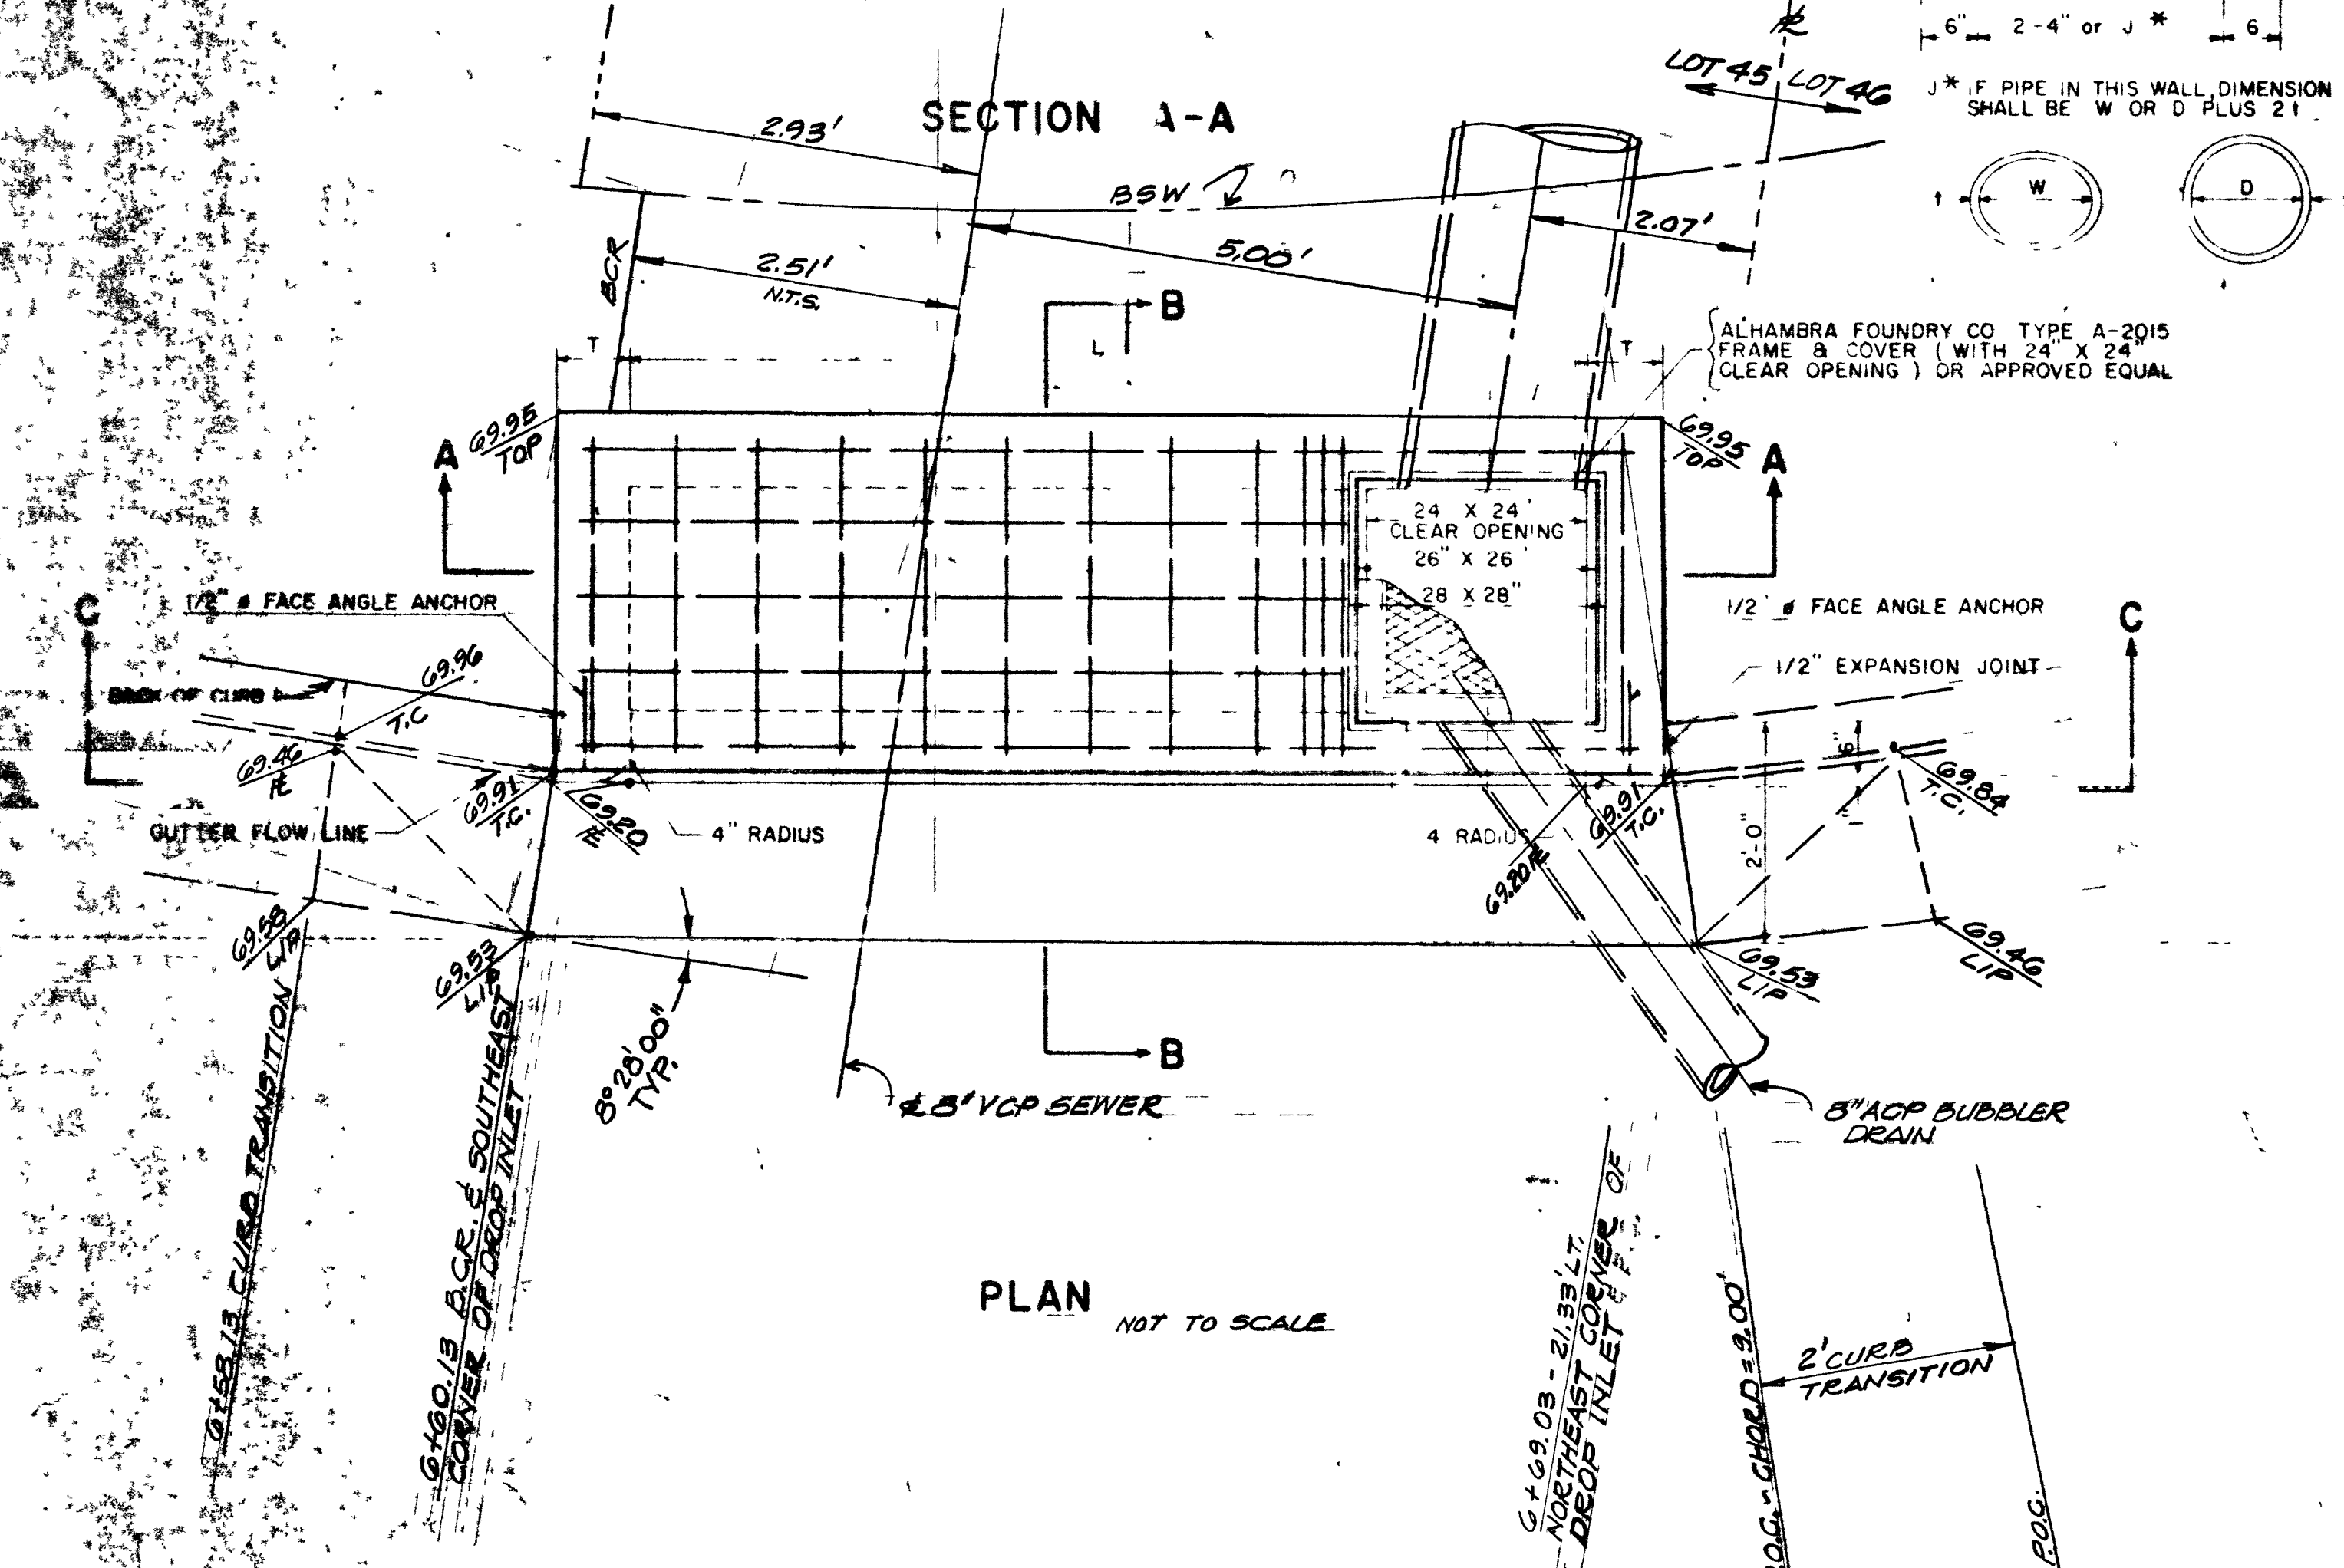 6" 2-4" or J * 6
LOT 45 LOT 46
J* IF PIPE IN THIS WALL, DIMENSION
SHALL BE W OR D PLUS 2t
SECTION A-A
2.93'
BSW
W
D
t
2.07'
5.00'
BCR
2.51'
N.T.S.
B
T
L
T
ALHAMBRA FOUNDRY CO TYPE A-2015
FRAME & COVER (WITH 24" X 24"
CLEAR OPENING) OR APPROVED EQUAL
69.95
TOP
69.95
TOP
A
A
24 X 24'
CLEAR OPENING
26" X 26'
28 X 28"
C
1/2" ø FACE ANGLE ANCHOR
1/2' ø FACE ANGLE ANCHOR
C
1/2" EXPANSION JOINT
69.96
T.C
BACK OF CURB
69.46
FL
69.91
T.C.
69.20
FL
GUTTER FLOW LINE
4" RADIUS
4 RADIUS
69.20 FL
69.91
T.C.
6"
2'-0"
69.84
T.C.
69.58
LIP
69.53
LIP
69.53
LIP
69.46
LIP
8°28'00"
TYP.
B
℄ 8" VCP SEWER
8" ACP BUBBLER
DRAIN
6+58.13 CURB TRANSITION
6+60.13 B.C.R. & SOUTHEAST
CORNER OF DROP INLET
PLAN NOT TO SCALE
6+69.03-21.33' LT.
NORTHEAST CORNER OF
DROP INLET &
CHORD=9.00'
2' CURB
TRANSITION
P.O.C.